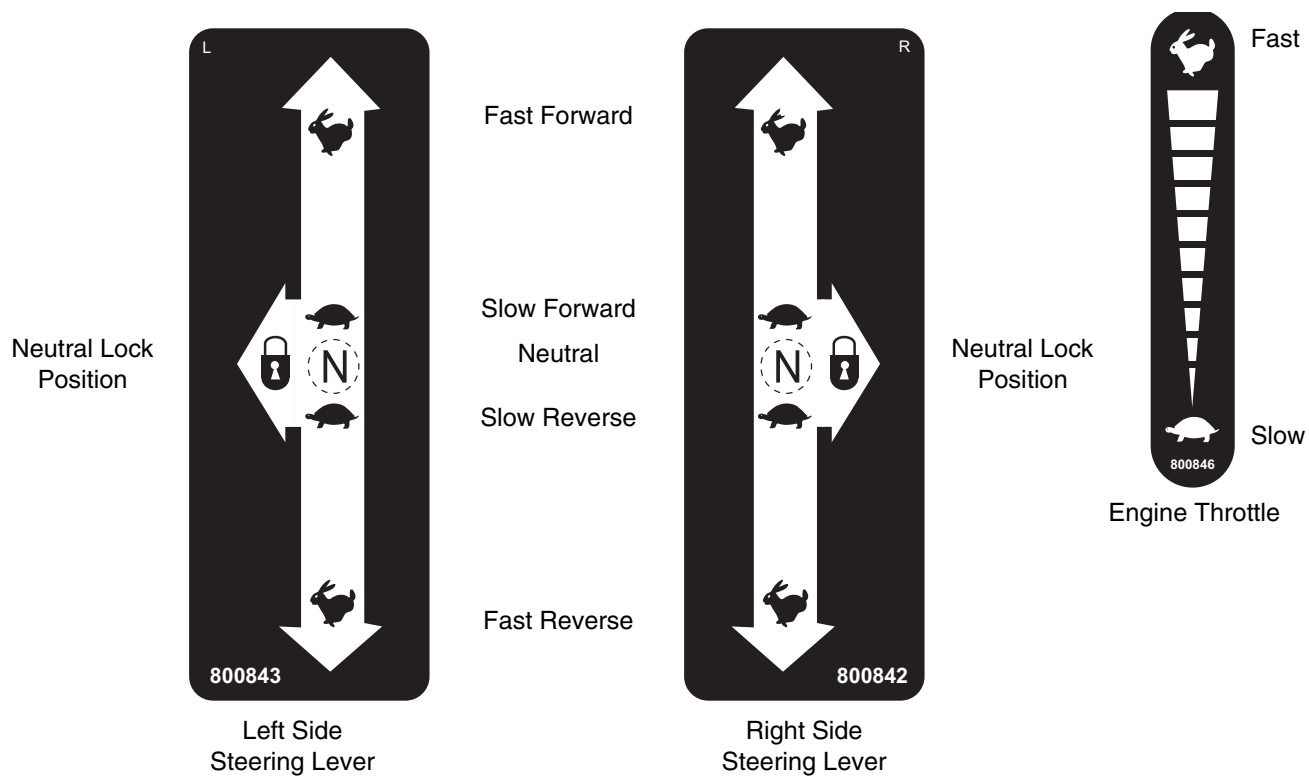 L
R
Fast
Fast Forward
Slow Forward
Neutral Lock
Position
N
Neutral
N
Neutral Lock
Position
Slow Reverse
Slow
800846
Engine Throttle
Fast Reverse
800843
800842
Left Side
Steering Lever
Right Side
Steering Lever